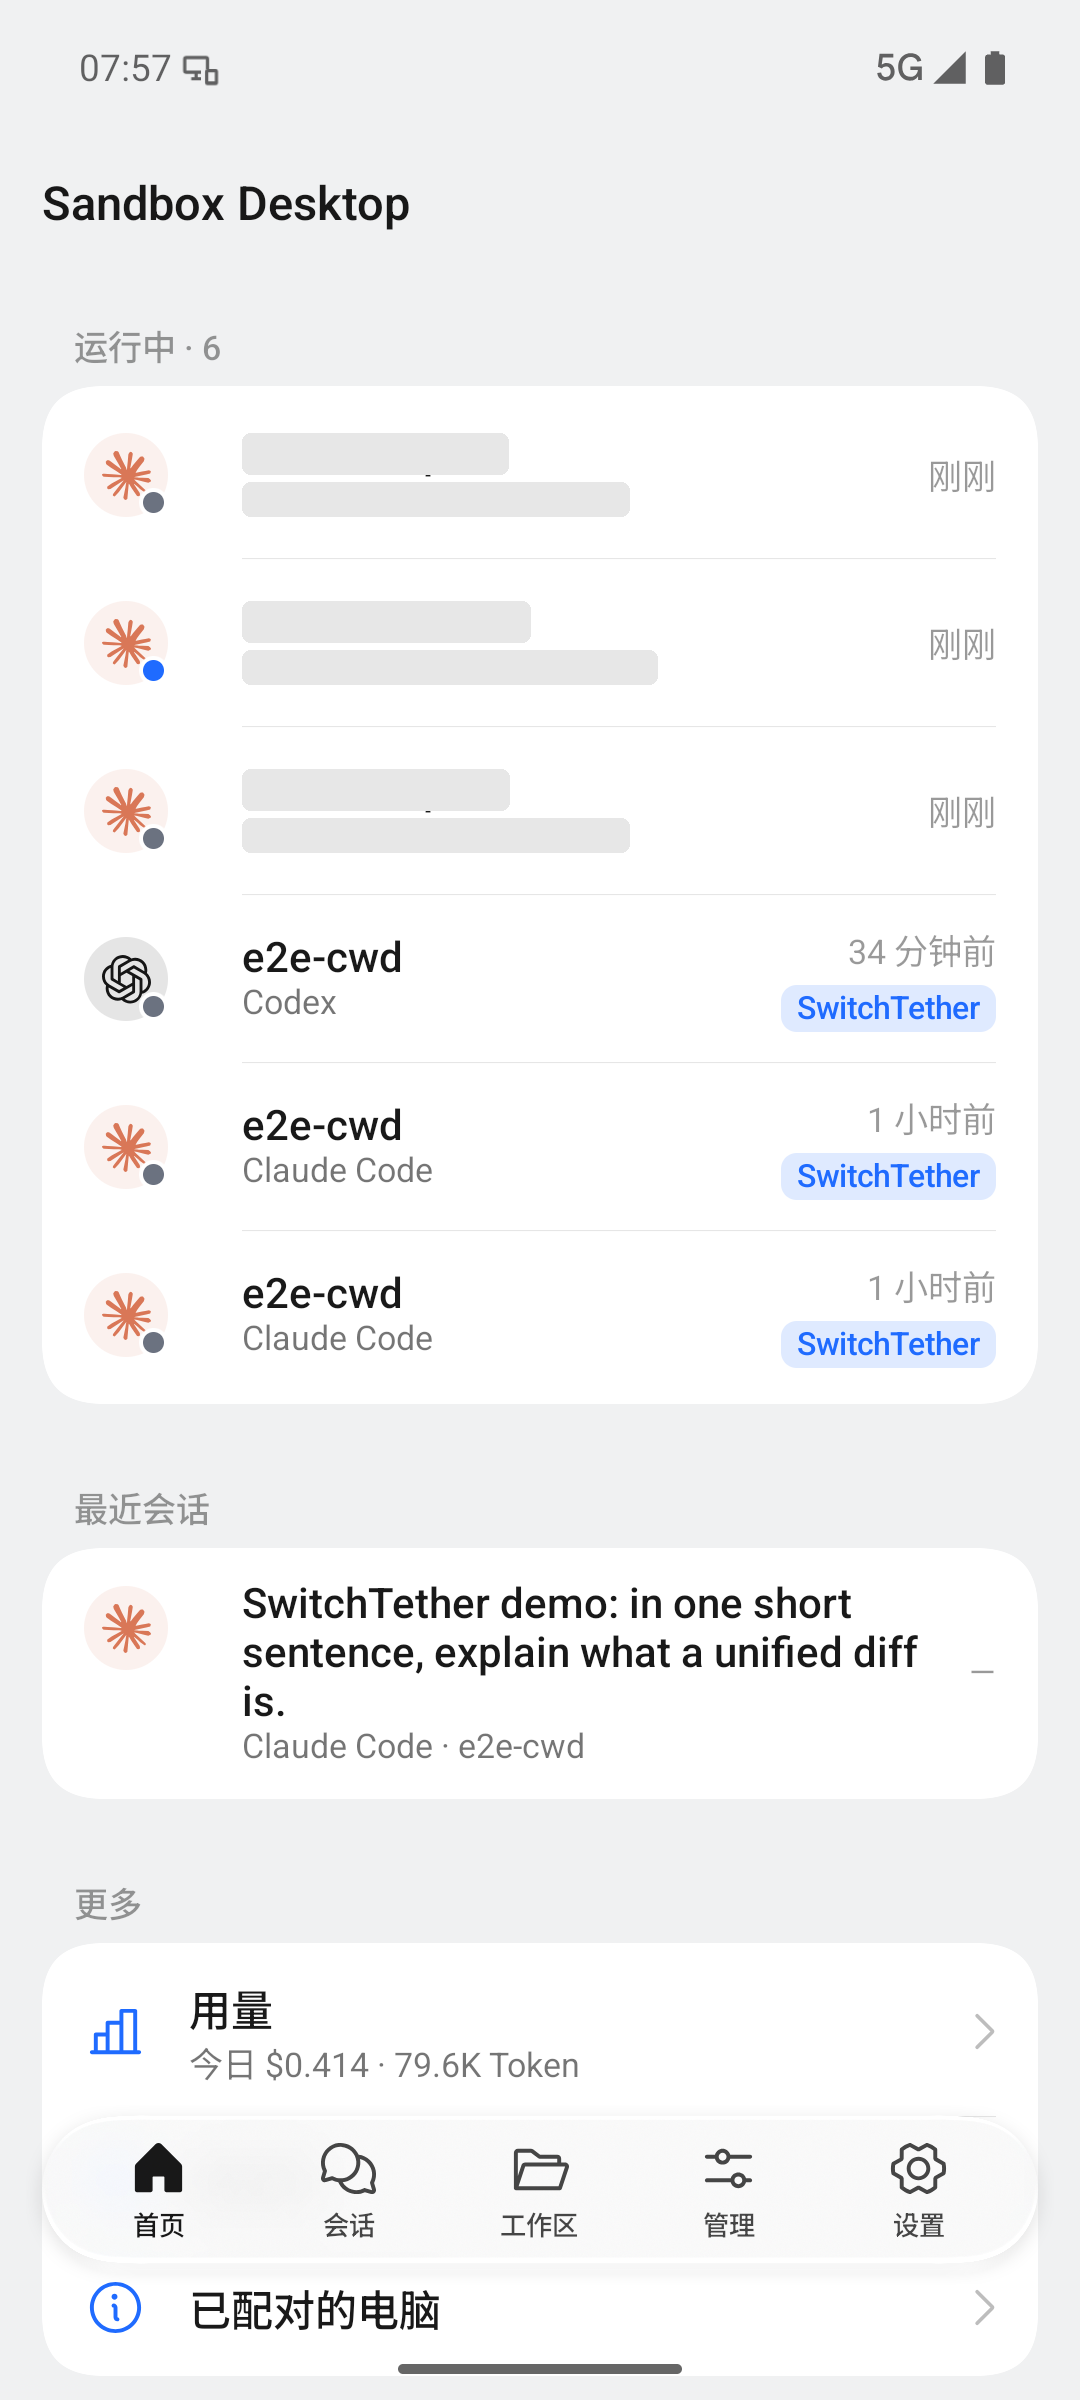 07:57
5G
Sandbox Desktop
运行中 · 6
刚刚
刚刚
刚刚
e2e-cwd
34 分钟前
Codex
SwitchTether
e2e-cwd
1 小时前
Claude Code
SwitchTether
e2e-cwd
1 小时前
Claude Code
SwitchTether
最近会话
SwitchTether demo: in one short
sentence, explain what a unified diff
is.
—
Claude Code · e2e-cwd
更多
用量
今日 $0.414 · 79.6K Token
首页
会话
工作区
管理
设置
已配对的电脑